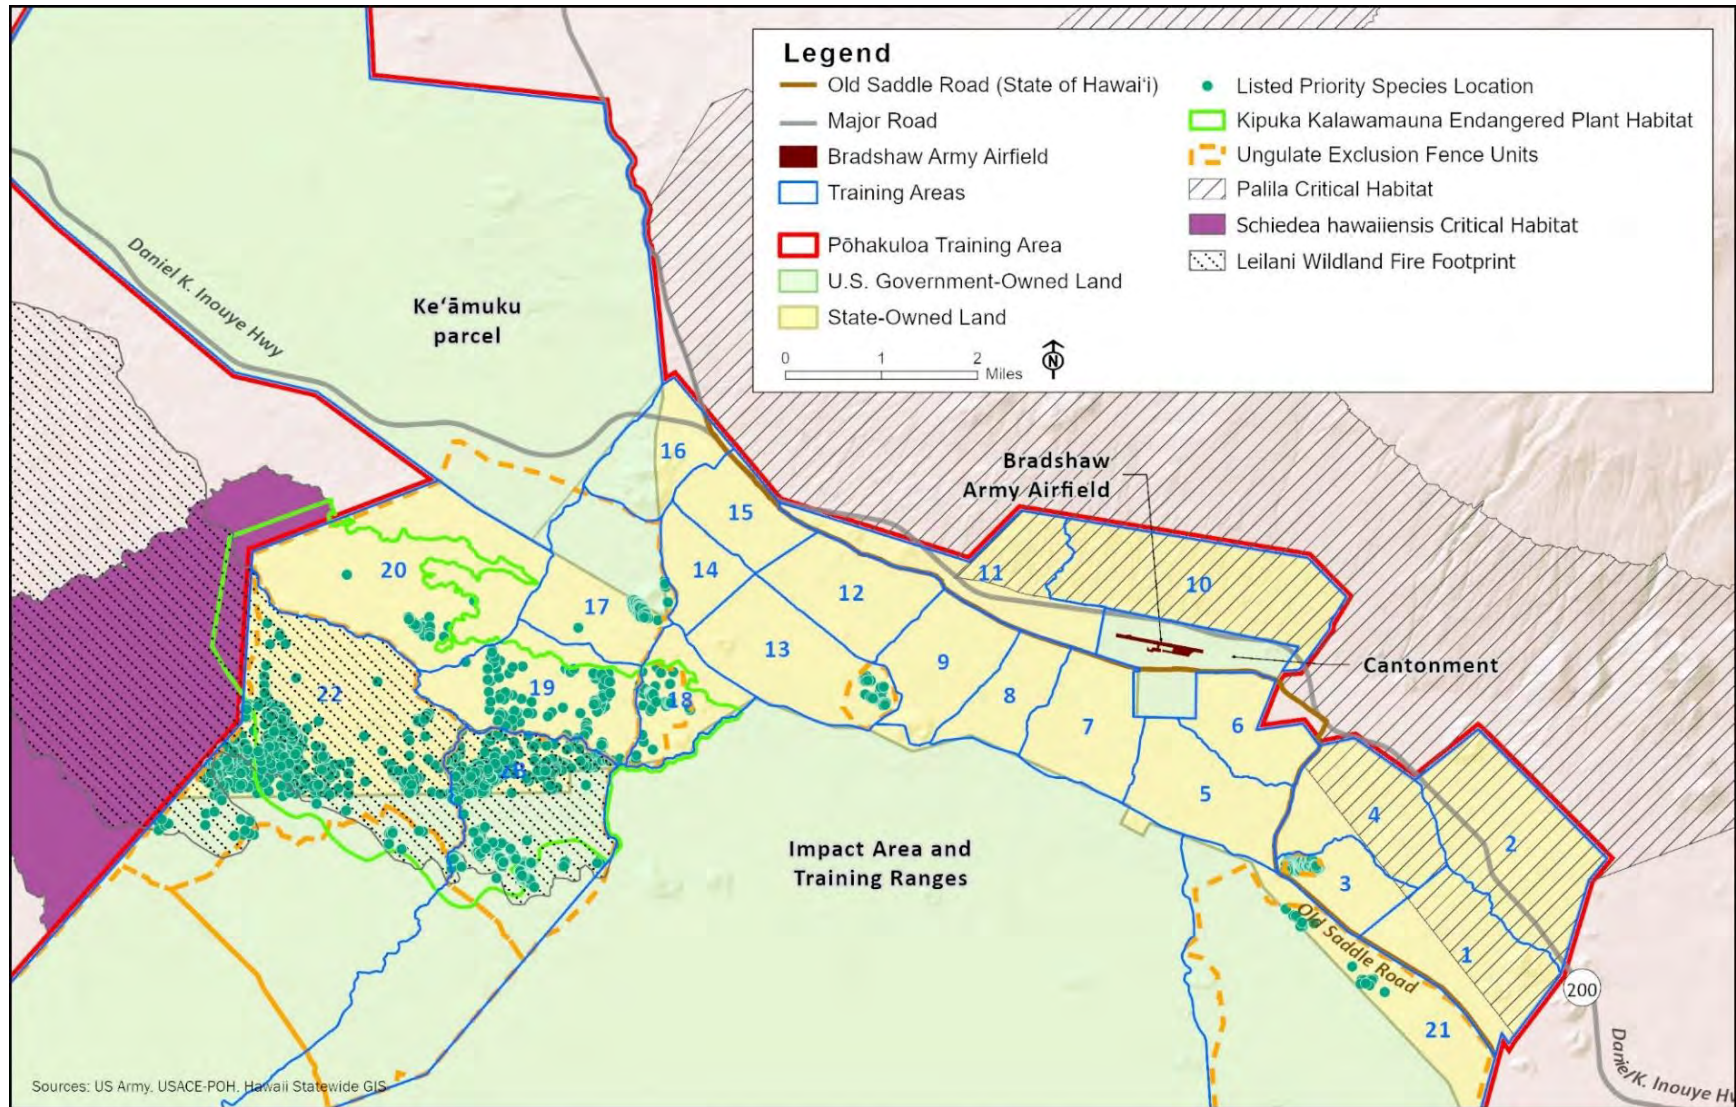 Legend
Old Saddle Road (State of Hawai‘i)
Major Road
Bradshaw Army Airfield
Training Areas
Pōhakuloa Training Area
U.S. Government-Owned Land
State-Owned Land
0 1 2
Miles
N
Listed Priority Species Location
Kipuka Kalawamauna Endangered Plant Habitat
Ungulate Exclusion Fence Units
Palila Critical Habitat
Schiedea hawaiiensis Critical Habitat
Leilani Wildland Fire Footprint
Daniel K. Inouye Hwy
Ke‘āmuku
parcel
16
Bradshaw
Army Airfield
15
20
14
11
10
12
17
13
9
Cantonment
22
19
18
8
7
6
23
5
4
2
Impact Area and
Training Ranges
3
Old Saddle Road
1
200
21
Daniel K. Inouye H
Sources: US Army, USACE-POH, Hawaii Statewide GIS